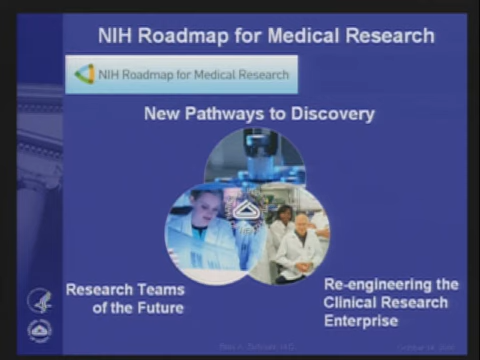 NIH Roadmap for Medical Research
NIH Roadmap for Medical Research
New Pathways to Discovery
Research Teams
of the Future
Re-engineering the
Clinical Research
Enterprise